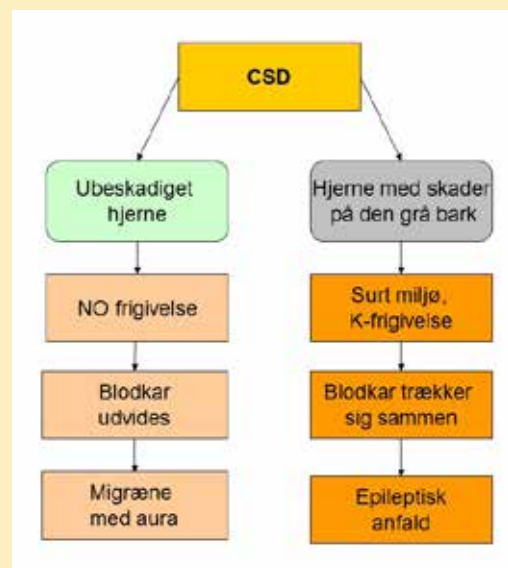 CSD
Ubeskadiget
hjerne
NO frigivelse
Blodkar
udvides
Migræne
med aura
Hjerne med skader
på den grå bark
Surt miljø,
K-frigivelse
Blodkar trækker
sig sammen
Epileptisk
anfald